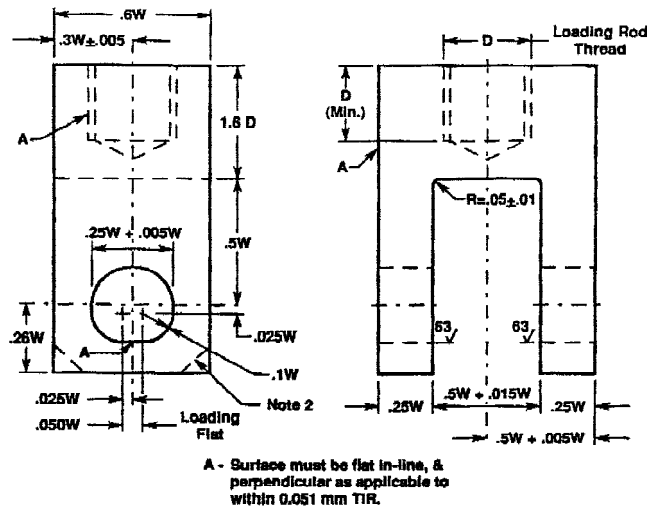 .6W
.3W±.005
D
Loading Rod
Thread
A
1.6 D
D
(Min.)
A
R=.05±.01
.25W + .005W
.5W
.26W
.025W
A
.1W
63
63
.025W
Note 2
.050W
Loading
Flat
.25W
.5W + .015W
.25W
.5W + .005W
A - Surface must be flat in-line, &
perpendicular as applicable to
within 0.051 mm TIR.